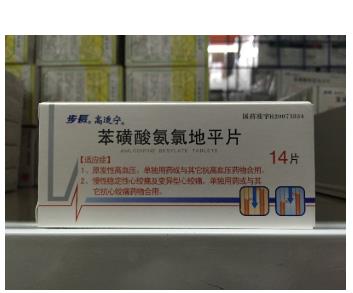 步长 高逸宁
国药准字H20073054
苯磺酸氨氯地平片
AMLODIPINE BESYLATE TABLETS
【适应症】
14片
1、原发性高血压，单独用药或与其它抗高血压药物合用。
2、慢性稳定性心绞痛及变异型心绞痛，单独用药或与其
它抗心绞痛药物合用。